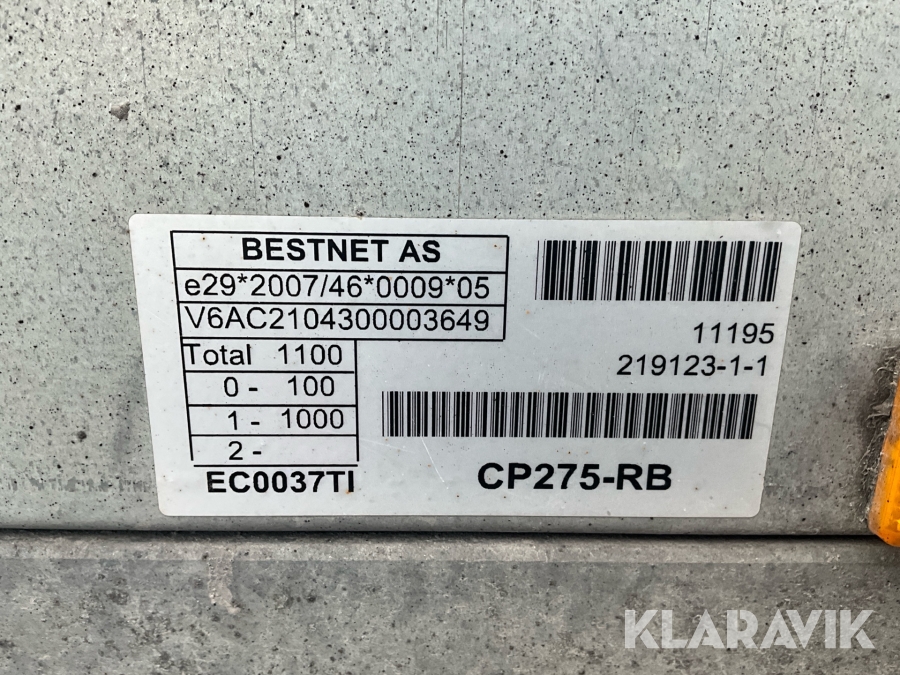 BESTNET AS
e29*2007/46*0009*05
V6AC2104300003649
Total 1100
0 - 100
1 - 1000
2 -
EC0037TI
11195
219123-1-1
CP275-RB
KLARAVIK